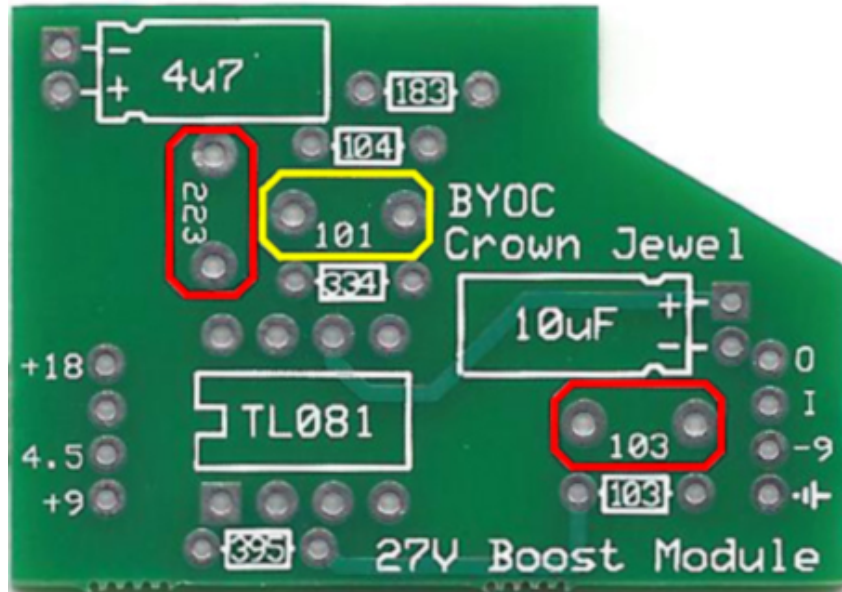 4u7
- 
+
183
104
223
101
BYOC
Crown Jewel
334
10uF
+
-
+18
4.5
+9
TL081
O
I
-9
103
103
395
27V Boost Module